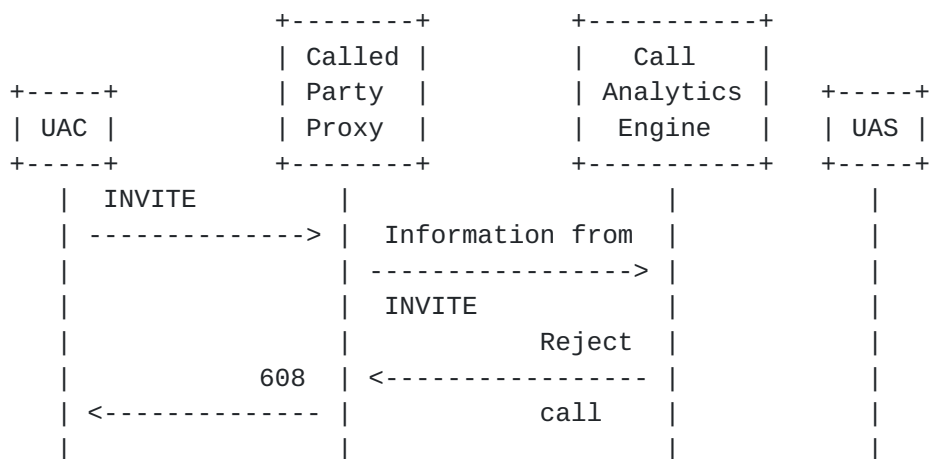 +--------+         +-----------+
| Called |         |   Call    |
+-----+          | Party  |         | Analytics |   +-----+
| UAC |          | Proxy  |         |  Engine   |   | UAS |
+-----+          +--------+         +-----------+   +-----+
|  INVITE         |                    |            |
| --------------> |  Information from  |            |
|                 | -----------------> |            |
|                 |  INVITE            |            |
|                 |            Reject  |            |
|            608  | <----------------- |            |
| <-------------- |            call    |            |
|                 |                    |            |